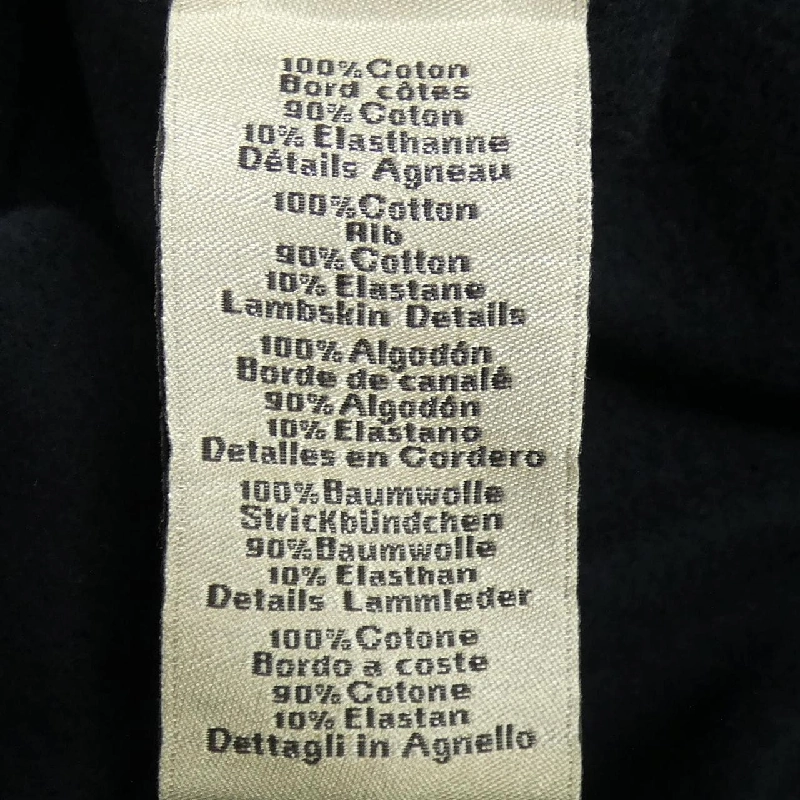 100% Coton
Bord côtes
90% Coton
10% Elasthanne
Détails Agneau
100% Cotton
Rib
90% Cotton
10% Elastane
Lambskin Details
100% Algodón
Borde de canalé
90% Algodón
10% Elastano
Detalles en Cordero
100% Baumwolle
Strickbündchen
90% Baumwolle
10% Elasthan
Details Lammleder
100% Cotone
Bordo a coste
90% Cotone
10% Elastan
Dettagli in Agnello